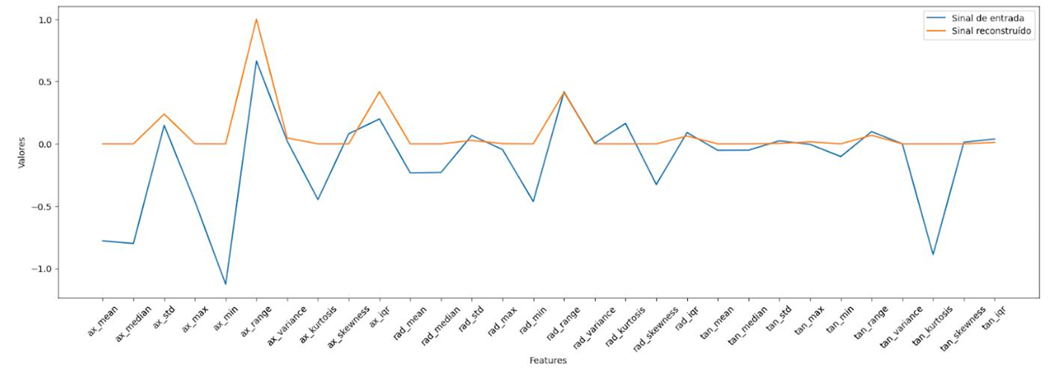 Sinal de entrada
Sinal reconstruído
Valores
1.0
0.5
0.0
−0.5
−1.0
ax_mean
ax_median
ax_std
ax_max
ax_min
ax_range
ax_variance
ax_kurtosis
ax_skewness
ax_iqr
rad_mean
rad_median
rad_std
rad_max
rad_min
rad_range
rad_variance
rad_kurtosis
rad_skewness
rad_iqr
tan_mean
tan_median
tan_std
tan_max
tan_min
tan_range
tan_variance
tan_kurtosis
tan_skewness
tan_iqr
Features